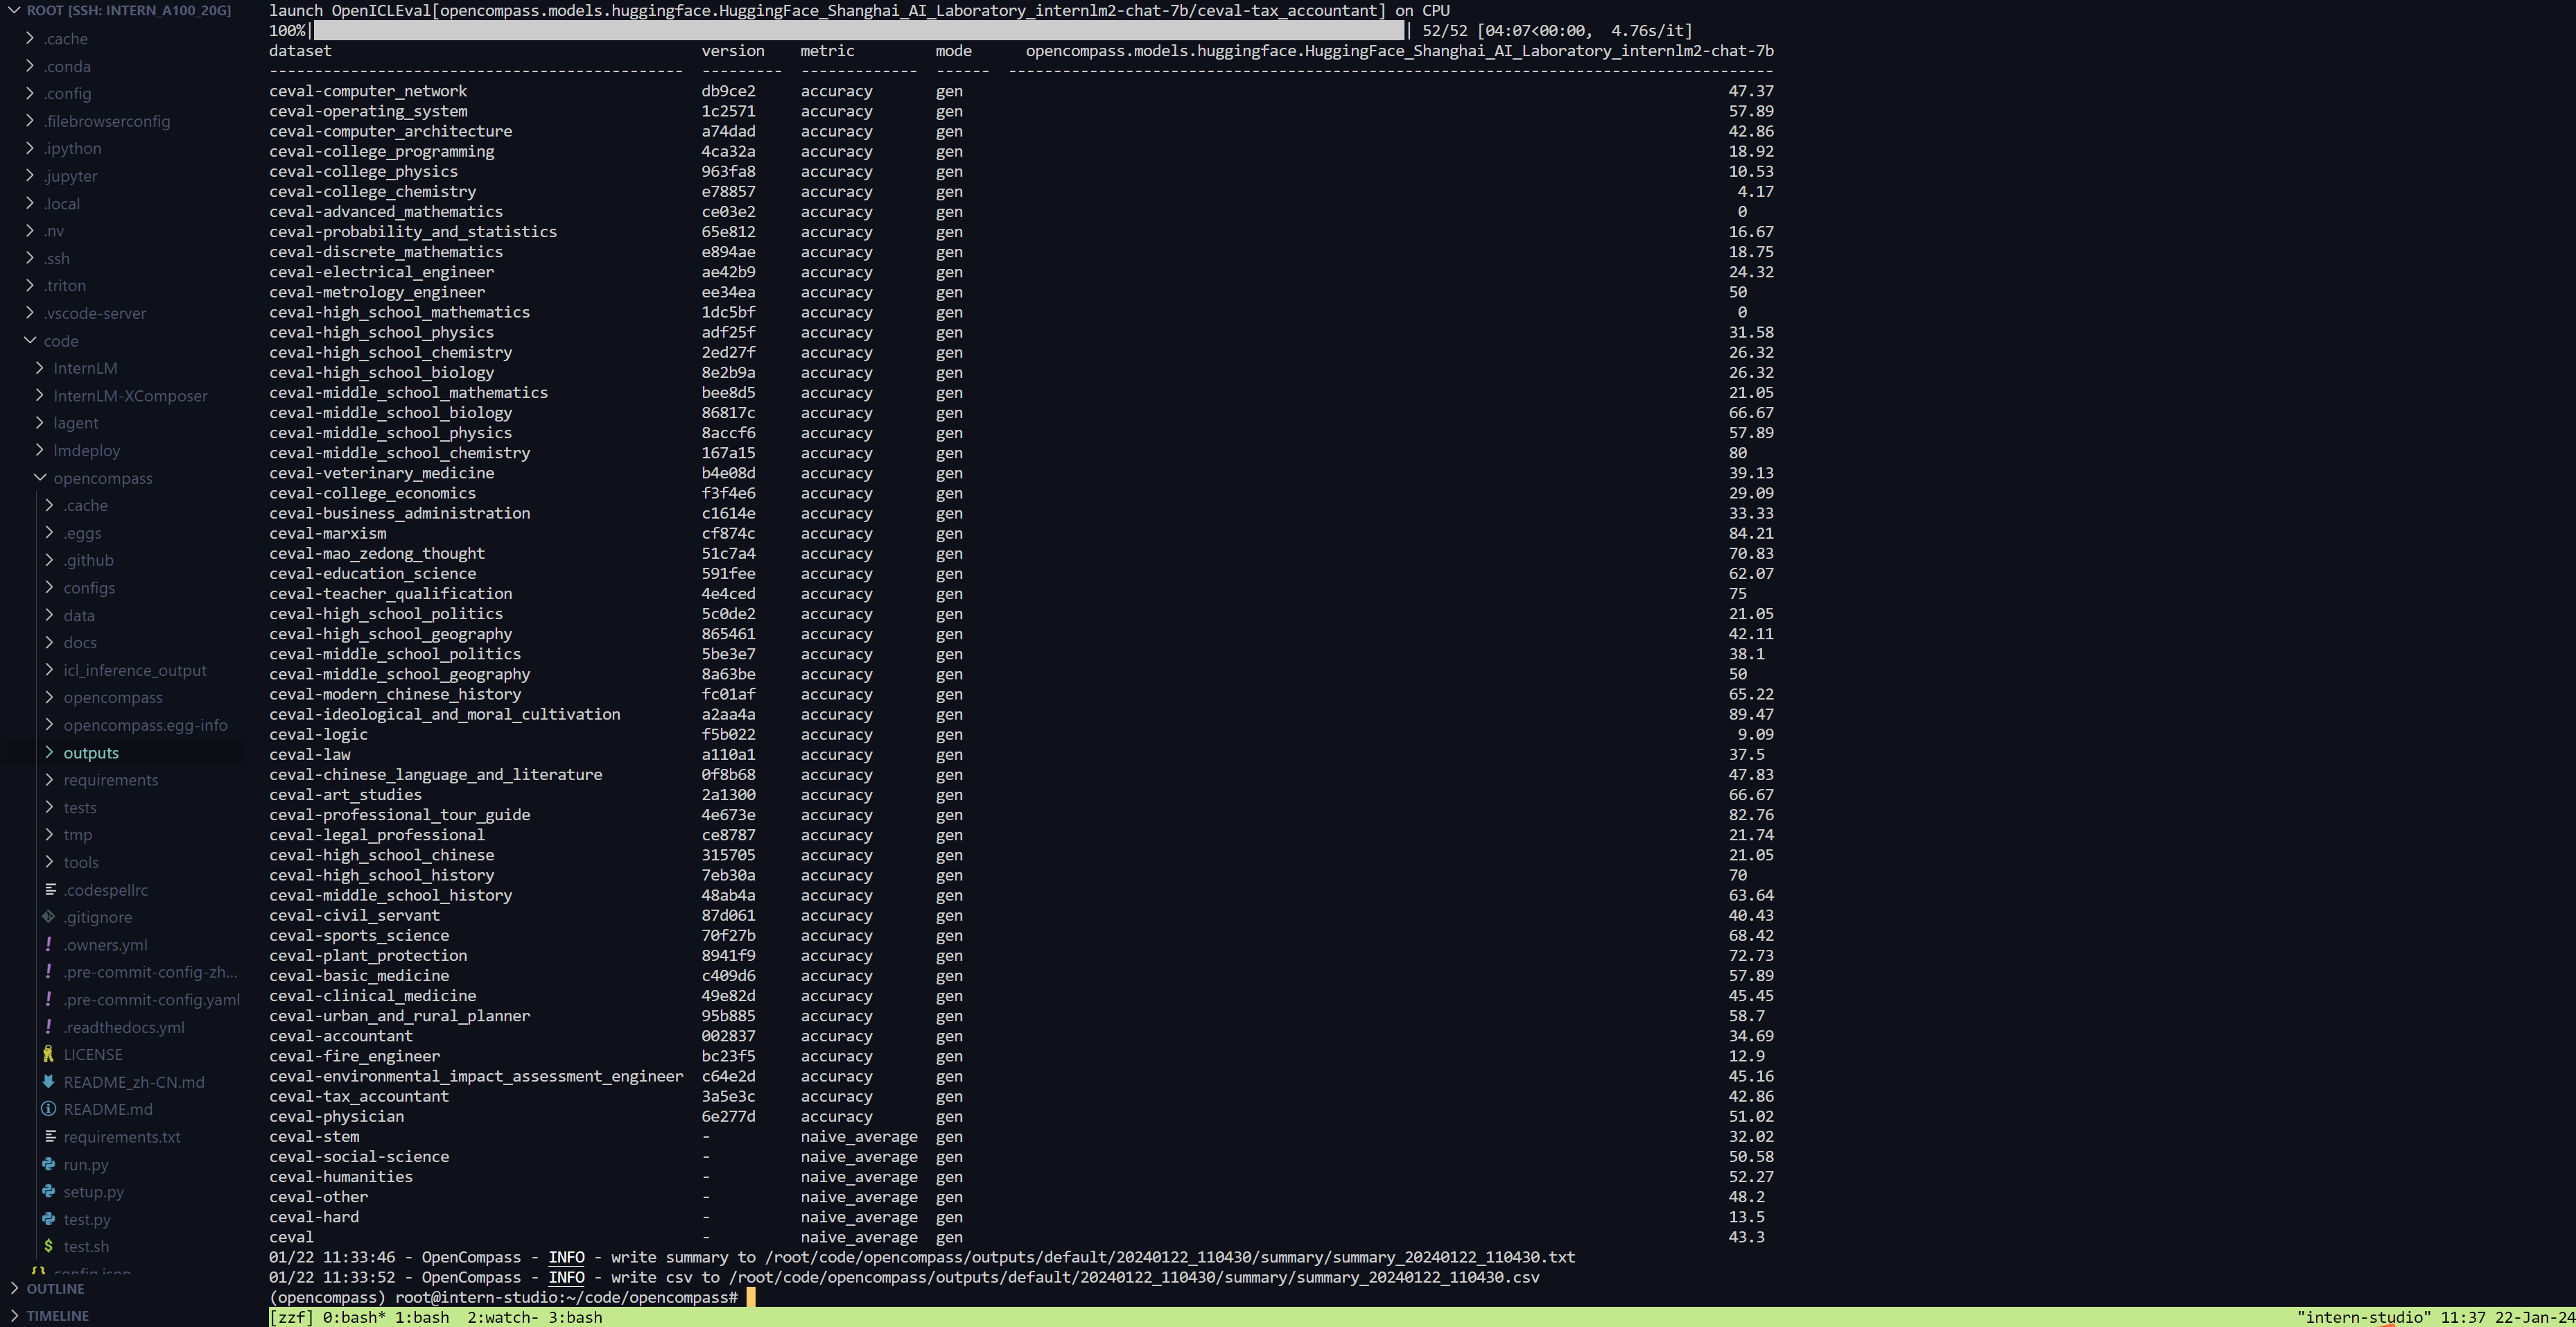 ROOT [SSH: INTERN_A100_20G]
.cache
.conda
.config
.filebrowserconfig
.ipython
.jupyter
.local
.nv
.ssh
.triton
.vscode-server
code
InternLM
InternLM-XComposer
lagent
lmdeploy
opencompass
.cache
.eggs
.github
configs
data
docs
icl_inference_output
opencompass
opencompass.egg-info
outputs
requirements
tests
tmp
tools
.codespellrc
.gitignore
.owners.yml
.pre-commit-config-zh...
.pre-commit-config.yaml
.readthedocs.yml
LICENSE
README_zh-CN.md
README.md
requirements.txt
run.py
setup.py
test.py
test.sh
config.json
OUTLINE
TIMELINE
launch OpenICLEval[opencompass.models.huggingface.HuggingFace_Shanghai_AI_Laboratory_internlm2-chat-7b/ceval-tax_accountant] on CPU
100%| | 52/52 [04:07<00:00, 4.76s/it]
dataset version metric mode opencompass.models.huggingface.HuggingFace_Shanghai_AI_Laboratory_internlm2-chat-7b
---------------------------------------------- --------- ------------- ------ -------------------------------------------------------------------------------------
ceval-computer_network db9ce2 accuracy gen 47.37
ceval-operating_system 1c2571 accuracy gen 57.89
ceval-computer_architecture a74dad accuracy gen 42.86
ceval-college_programming 4ca32a accuracy gen 18.92
ceval-college_physics 963fa8 accuracy gen 10.53
ceval-college_chemistry e78857 accuracy gen 4.17
ceval-advanced_mathematics ce03e2 accuracy gen 0
ceval-probability_and_statistics 65e812 accuracy gen 16.67
ceval-discrete_mathematics e894ae accuracy gen 18.75
ceval-electrical_engineer ae42b9 accuracy gen 24.32
ceval-metrology_engineer ee34ea accuracy gen 50
ceval-high_school_mathematics 1dc5bf accuracy gen 0
ceval-high_school_physics adf25f accuracy gen 31.58
ceval-high_school_chemistry 2ed27f accuracy gen 26.32
ceval-high_school_biology 8e2b9a accuracy gen 26.32
ceval-middle_school_mathematics bee8d5 accuracy gen 21.05
ceval-middle_school_biology 86817c accuracy gen 66.67
ceval-middle_school_physics 8accf6 accuracy gen 57.89
ceval-middle_school_chemistry 167a15 accuracy gen 80
ceval-veterinary_medicine b4e08d accuracy gen 39.13
ceval-college_economics f3f4e6 accuracy gen 29.09
ceval-business_administration c1614e accuracy gen 33.33
ceval-marxism cf874c accuracy gen 84.21
ceval-mao_zedong_thought 51c7a4 accuracy gen 70.83
ceval-education_science 591fee accuracy gen 62.07
ceval-teacher_qualification 4e4ced accuracy gen 75
ceval-high_school_politics 5c0de2 accuracy gen 21.05
ceval-high_school_geography 865461 accuracy gen 42.11
ceval-middle_school_politics 5be3e7 accuracy gen 38.1
ceval-middle_school_geography 8a63be accuracy gen 50
ceval-modern_chinese_history fc01af accuracy gen 65.22
ceval-ideological_and_moral_cultivation a2aa4a accuracy gen 89.47
ceval-logic f5b022 accuracy gen 9.09
ceval-law a110a1 accuracy gen 37.5
ceval-chinese_language_and_literature 0f8b68 accuracy gen 47.83
ceval-art_studies 2a1300 accuracy gen 66.67
ceval-professional_tour_guide 4e673e accuracy gen 82.76
ceval-legal_professional ce8787 accuracy gen 21.74
ceval-high_school_chinese 315705 accuracy gen 21.05
ceval-high_school_history 7eb30a accuracy gen 70
ceval-middle_school_history 48ab4a accuracy gen 63.64
ceval-civil_servant 87d061 accuracy gen 40.43
ceval-sports_science 70f27b accuracy gen 68.42
ceval-plant_protection 8941f9 accuracy gen 72.73
ceval-basic_medicine c409d6 accuracy gen 57.89
ceval-clinical_medicine 49e82d accuracy gen 45.45
ceval-urban_and_rural_planner 95b885 accuracy gen 58.7
ceval-accountant 002837 accuracy gen 34.69
ceval-fire_engineer bc23f5 accuracy gen 12.9
ceval-environmental_impact_assessment_engineer c64e2d accuracy gen 45.16
ceval-tax_accountant 3a5e3c accuracy gen 42.86
ceval-physician 6e277d accuracy gen 51.02
ceval-stem - naive_average gen 32.02
ceval-social-science - naive_average gen 50.58
ceval-humanities - naive_average gen 52.27
ceval-other - naive_average gen 48.2
ceval-hard - naive_average gen 13.5
ceval - naive_average gen 43.3
01/22 11:33:46 - OpenCompass - INFO - write summary to /root/code/opencompass/outputs/default/20240122_110430/summary/summary_20240122_110430.txt
01/22 11:33:52 - OpenCompass - INFO - write csv to /root/code/opencompass/outputs/default/20240122_110430/summary/summary_20240122_110430.csv
(opencompass) root@intern-studio:~/code/opencompass#
[zzf] 0:bash* 1:bash 2:watch- 3:bash "intern-studio" 11:37 22-Jan-24